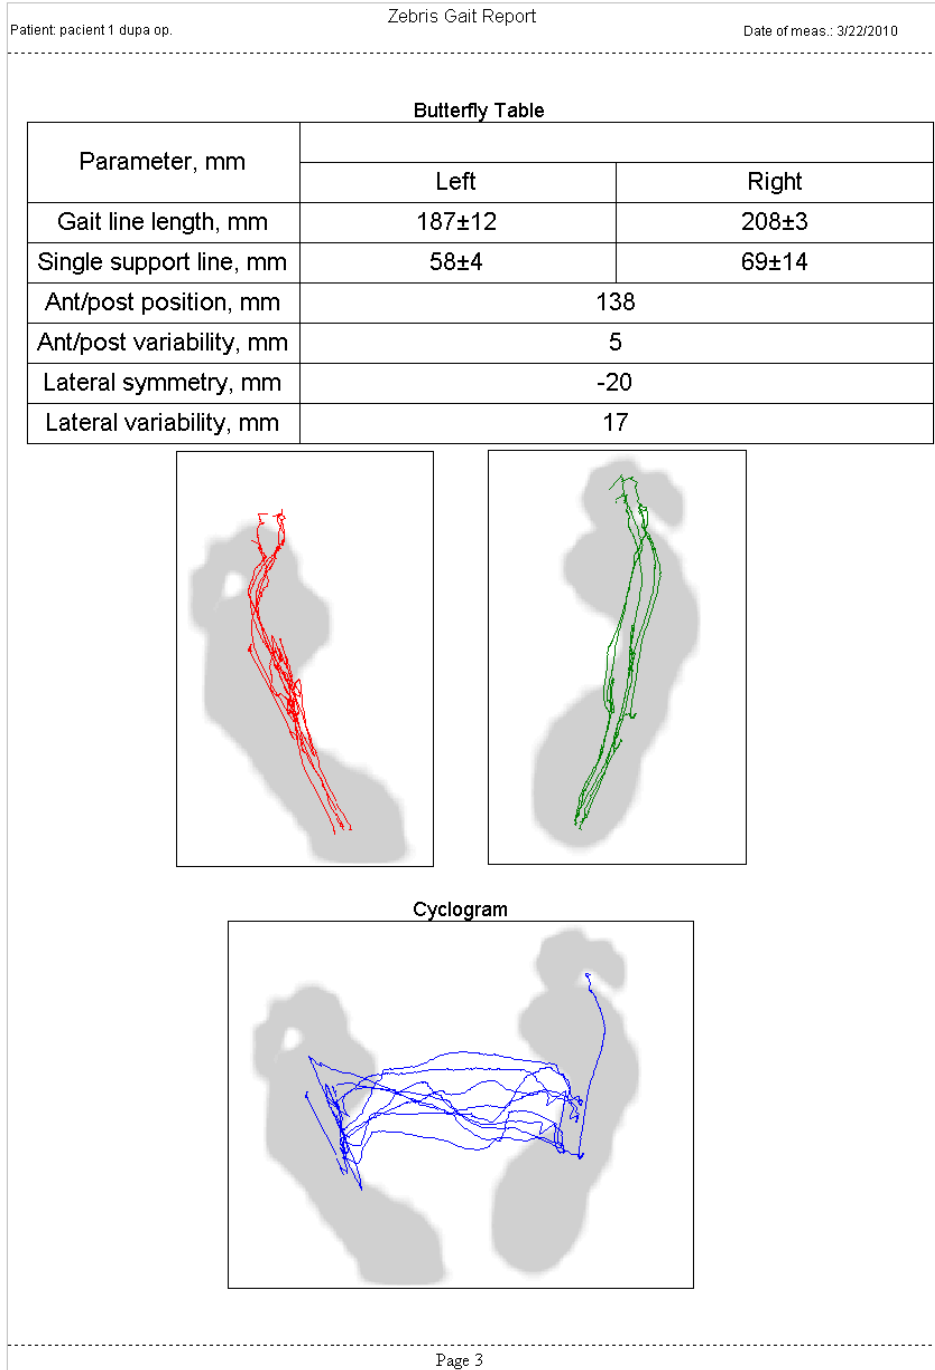 Zebris Gait Report
Patient: pacient 1 dupa op.
Date of meas.: 3/22/2010
Butterfly Table
Parameter, mm
Left Right
Gait line length, mm 187±12 208±3
Single support line, mm 58±4 69±14
Ant/post position, mm 138
Ant/post variability, mm 5
Lateral symmetry, mm -20
Lateral variability, mm 17
Cyclogram
Page 3